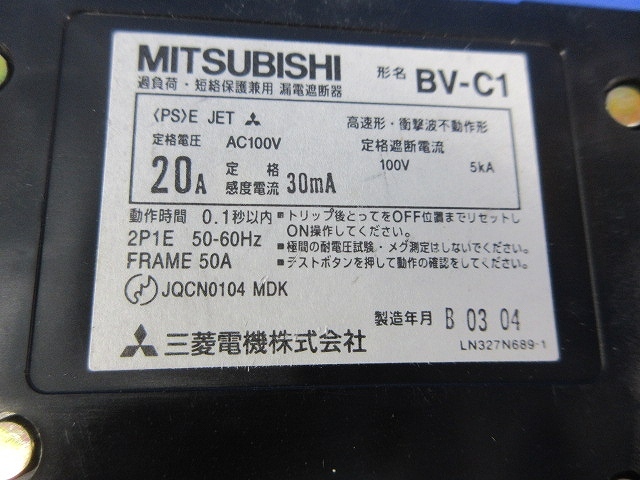 MITSUBISHI 形名 BV-C1
過負荷・短絡保護兼用 漏電遮断器
〈PS〉E JET 高速形・衝撃波不動作形
定格電圧 AC100V 定格遮断電流
20A 定格感度電流 30mA 100V 5kA
動作時間 0.1秒以内
2P1E 50-60Hz
FRAME 50A
■トリップ後とってをOFF位置までリセットし
ON操作してください。
■極間の耐電圧試験・メグ測定はしないでください。
■テストボタンを押して動作の確認をしてください。
JQCN0104 MDK
製造年月 B 03 04
三菱電機株式会社
LN327N689-1